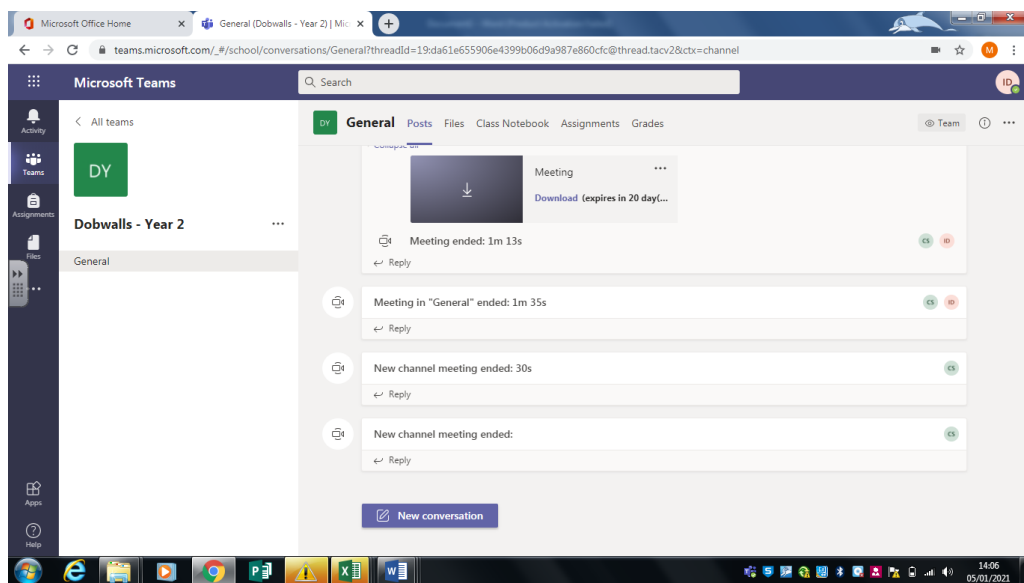 Microsoft Office Home
General (Dobwalls - Year 2) | Mic
teams.microsoft.com/_#/school/conversations/General?threadId=19:da61e655906e4399b06d9a987e860cfc@thread.tacv2&ctx=channel
M
Microsoft Teams
Search
ID
Activity
Teams
Assignments
Files
Apps
Help
All teams
DY
Dobwalls - Year 2
General
DY General Posts Files Class Notebook Assignments Grades Team
Collapse all
Meeting
Download (expires in 20 day(...
Meeting ended: 1m 13s CS ID
Reply
Meeting in "General" ended: 1m 35s CS ID
Reply
New channel meeting ended: 30s CS
Reply
New channel meeting ended: CS
Reply
New conversation
14:06
05/01/2021